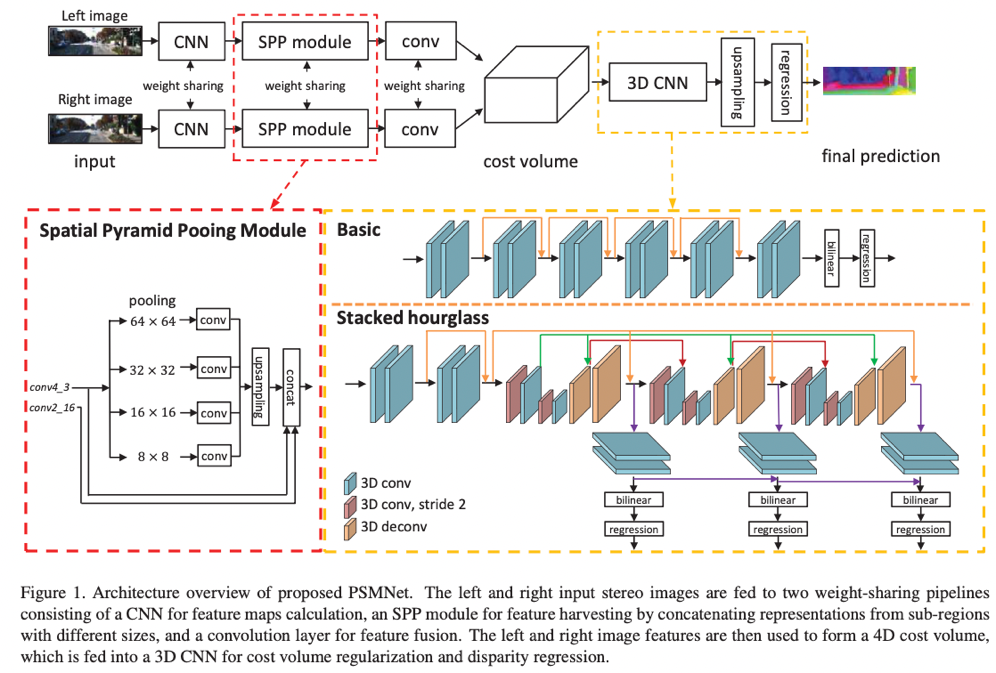 Left image
CNN
SPP module
conv
weight sharing
weight sharing
weight sharing
Right image
CNN
SPP module
conv
input
cost volume
3D CNN
upsampling
regression
final prediction
Spatial Pyramid Pooing Module
pooling
64 × 64
conv
32 × 32
conv
16 × 16
conv
8 × 8
conv
conv4_3
conv2_16
upsampling
concat
Basic
bilinear
regression
Stacked hourglass
3D conv
3D conv, stride 2
3D deconv
bilinear
bilinear
bilinear
regression
regression
regression
Figure 1. Architecture overview of proposed PSMNet. The left and right input stereo images are fed to two weight-sharing pipelines
consisting of a CNN for feature maps calculation, an SPP module for feature harvesting by concatenating representations from sub-regions
with different sizes, and a convolution layer for feature fusion. The left and right image features are then used to form a 4D cost volume,
which is fed into a 3D CNN for cost volume regularization and disparity regression.